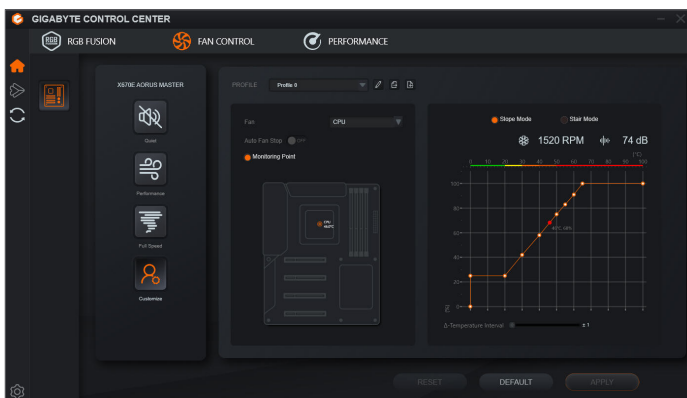 GIGABYTE CONTROL CENTER
RGB FUSION
FAN CONTROL
PERFORMANCE
X670E AORUS MASTER
Quiet
Performance
Full Speed
Customize
PROFILE Profile 0
Fan CPU
Auto Fan Stop OFF
Monitoring Point
CPU
Slope Mode Stair Mode
1520 RPM 74 dB
(°C)
0 10 20 30 40 50 60 70 80 90 100
100
80
60
40
20
0
(%)
Δ-Temperature Interval ± 1
RESET DEFAULT APPLY